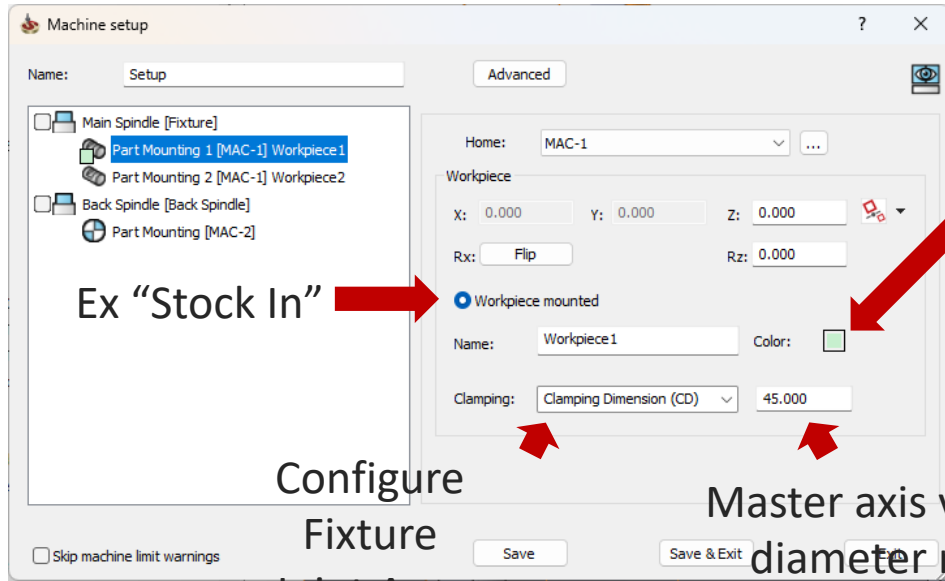 Machine setup ? ×
Name: Setup Advanced
Main Spindle [Fixture]
Part Mounting 1 [MAC-1] Workpiece1
Part Mounting 2 [MAC-1] Workpiece2
Back Spindle [Back Spindle]
Part Mounting [MAC-2]
Home: MAC-1 ...
Workpiece
X: 0.000 Y: 0.000 Z: 0.000
Rx: Flip Rz: 0.000
Ex “Stock In”
Workpiece mounted
Name: Workpiece1 Color:
Clamping: Clamping Dimension (CD) 45.000
Configure
Fixture
Master axis
diameter
Skip machine limit warnings Save Save & Exit Exit